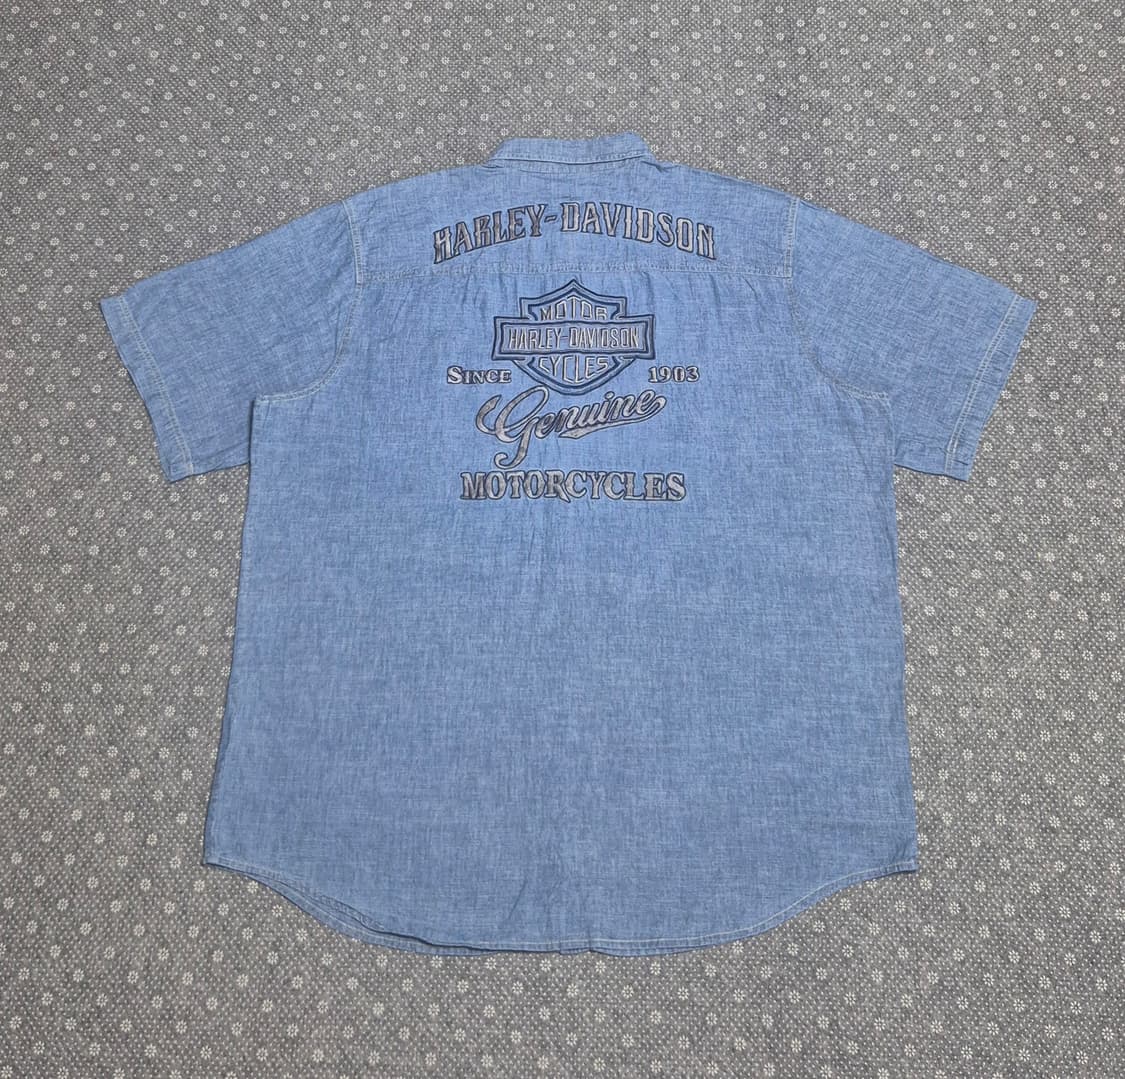 HARLEY-DAVIDSON
MOTOR
HARLEY-DAVIDSON
CYCLES
SINCE 1903
Genuine
MOTORCYCLES